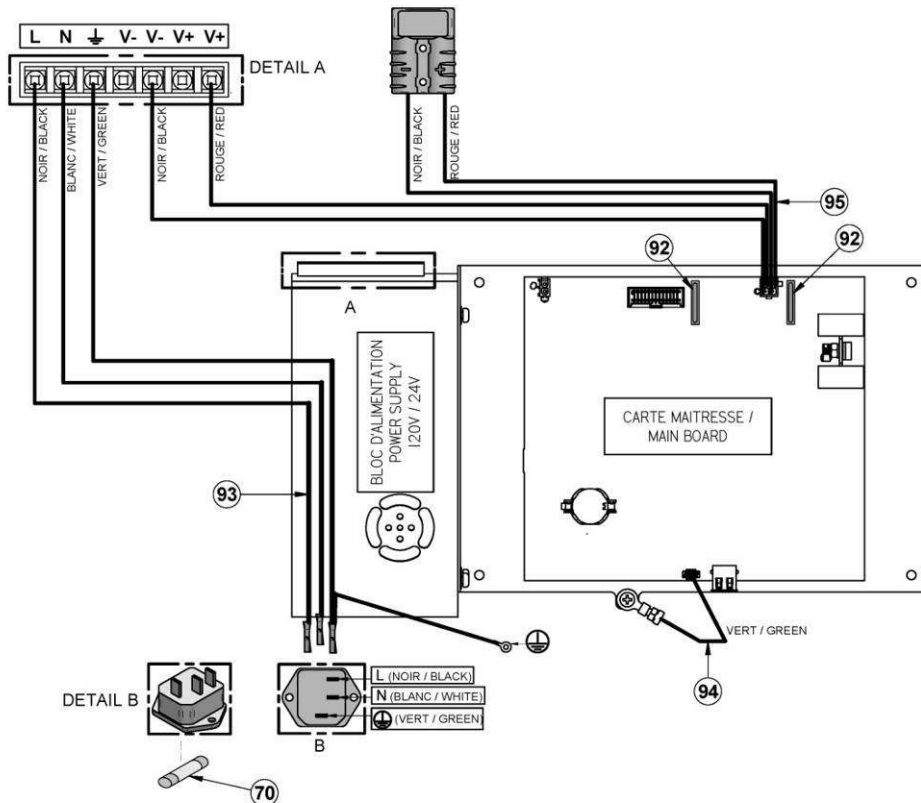 L N ⏚ V- V- V+ V+
DETAIL A
NOIR / BLACK
BLANC / WHITE
VERT / GREEN
NOIR / BLACK
ROUGE / RED
NOIR / BLACK
ROUGE / RED
- +
95
92
92
A
BLOC D'ALIMENTATION
POWER SUPPLY
120V / 24V
CARTE MAITRESSE /
MAIN BOARD
93
VERT / GREEN
94
DETAIL B
L (NOIR / BLACK)
N (BLANC / WHITE)
(VERT / GREEN)
B
70